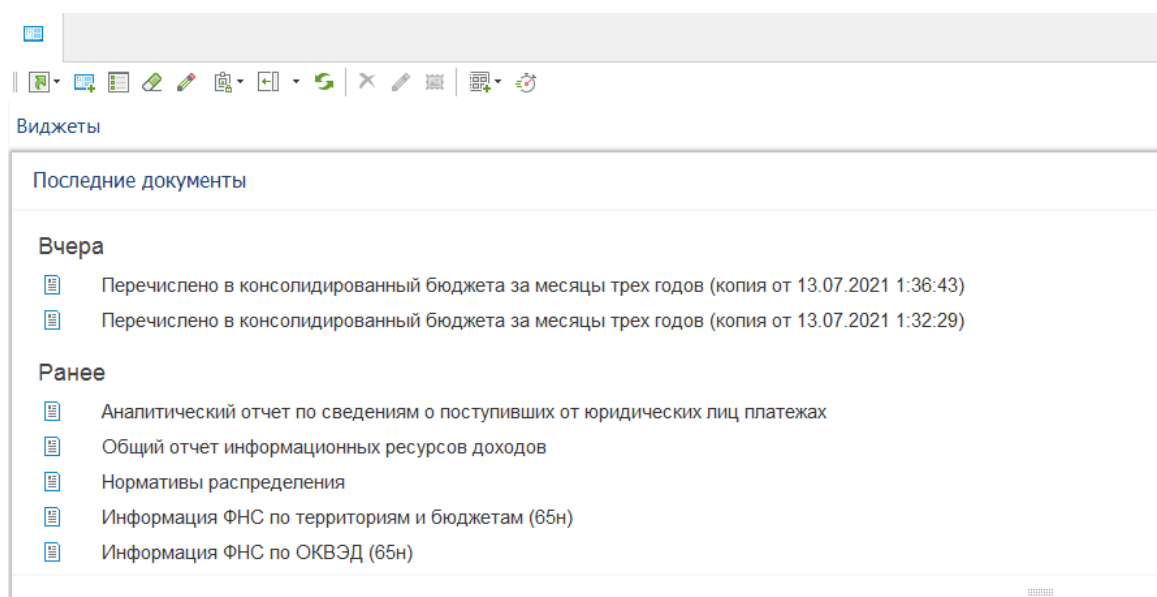 Виджеты
Последние документы
Вчера
Перечислено в консолидированный бюджета за месяцы трех годов (копия от 13.07.2021 1:36:43)
Перечислено в консолидированный бюджета за месяцы трех годов (копия от 13.07.2021 1:32:29)
Ранее
Аналитический отчет по сведениям о поступивших от юридических лиц платежах
Общий отчет информационных ресурсов доходов
Нормативы распределения
Информация ФНС по территориям и бюджетам (65н)
Информация ФНС по ОКВЭД (65н)